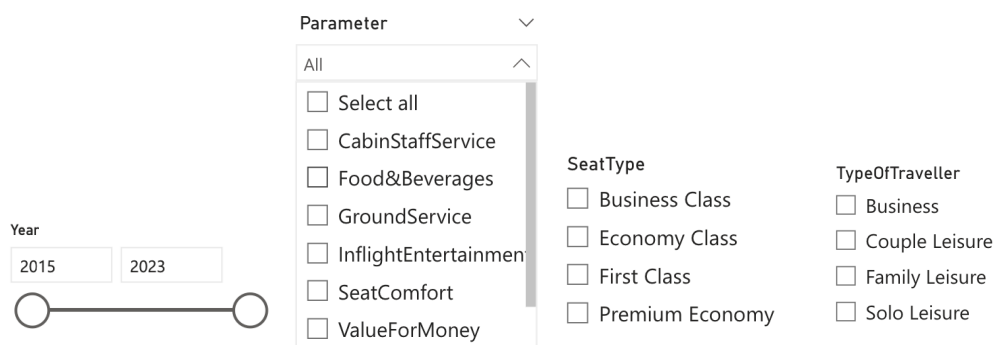 Parameter
All
Select all
CabinStaffService
Food&Beverages
GroundService
InflightEntertainmen
SeatComfort
ValueForMoney
Year
2015
2023
SeatType
Business Class
Economy Class
First Class
Premium Economy
TypeOfTraveller
Business
Couple Leisure
Family Leisure
Solo Leisure